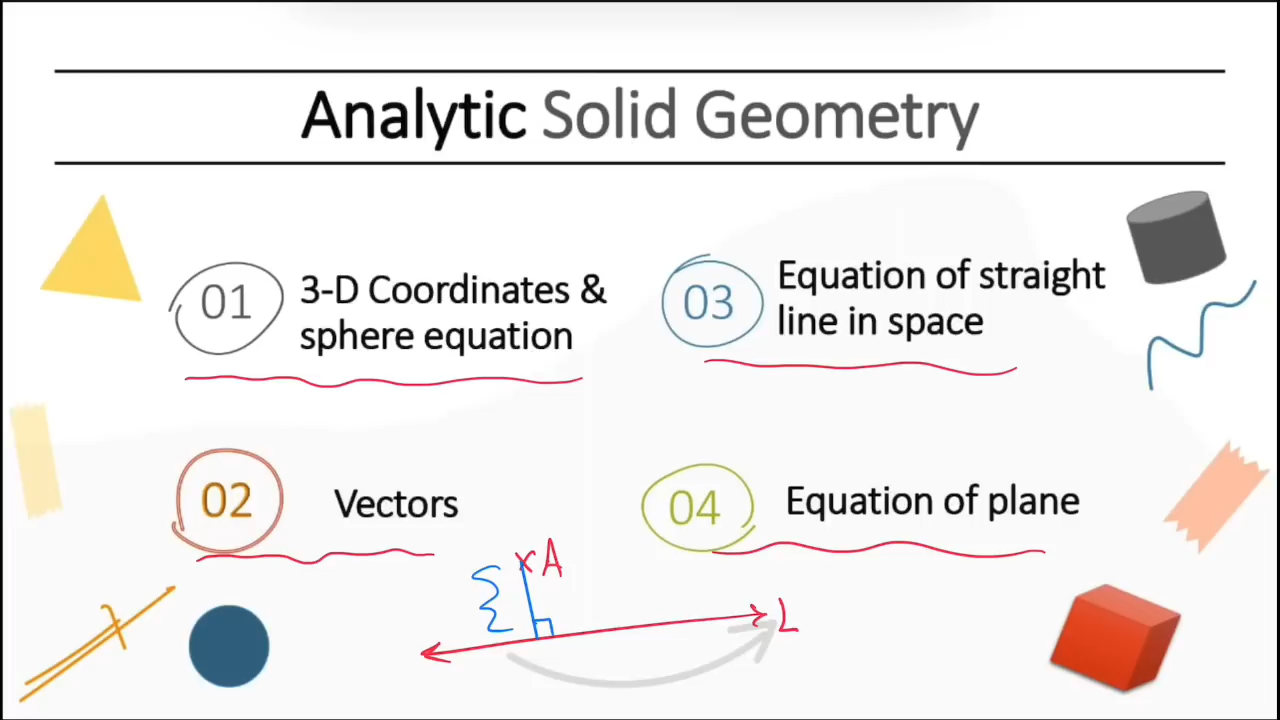 Analytic Solid Geometry
01
3-D Coordinates &
sphere equation
03
Equation of straight
line in space
02
Vectors
04
Equation of plane
A
L